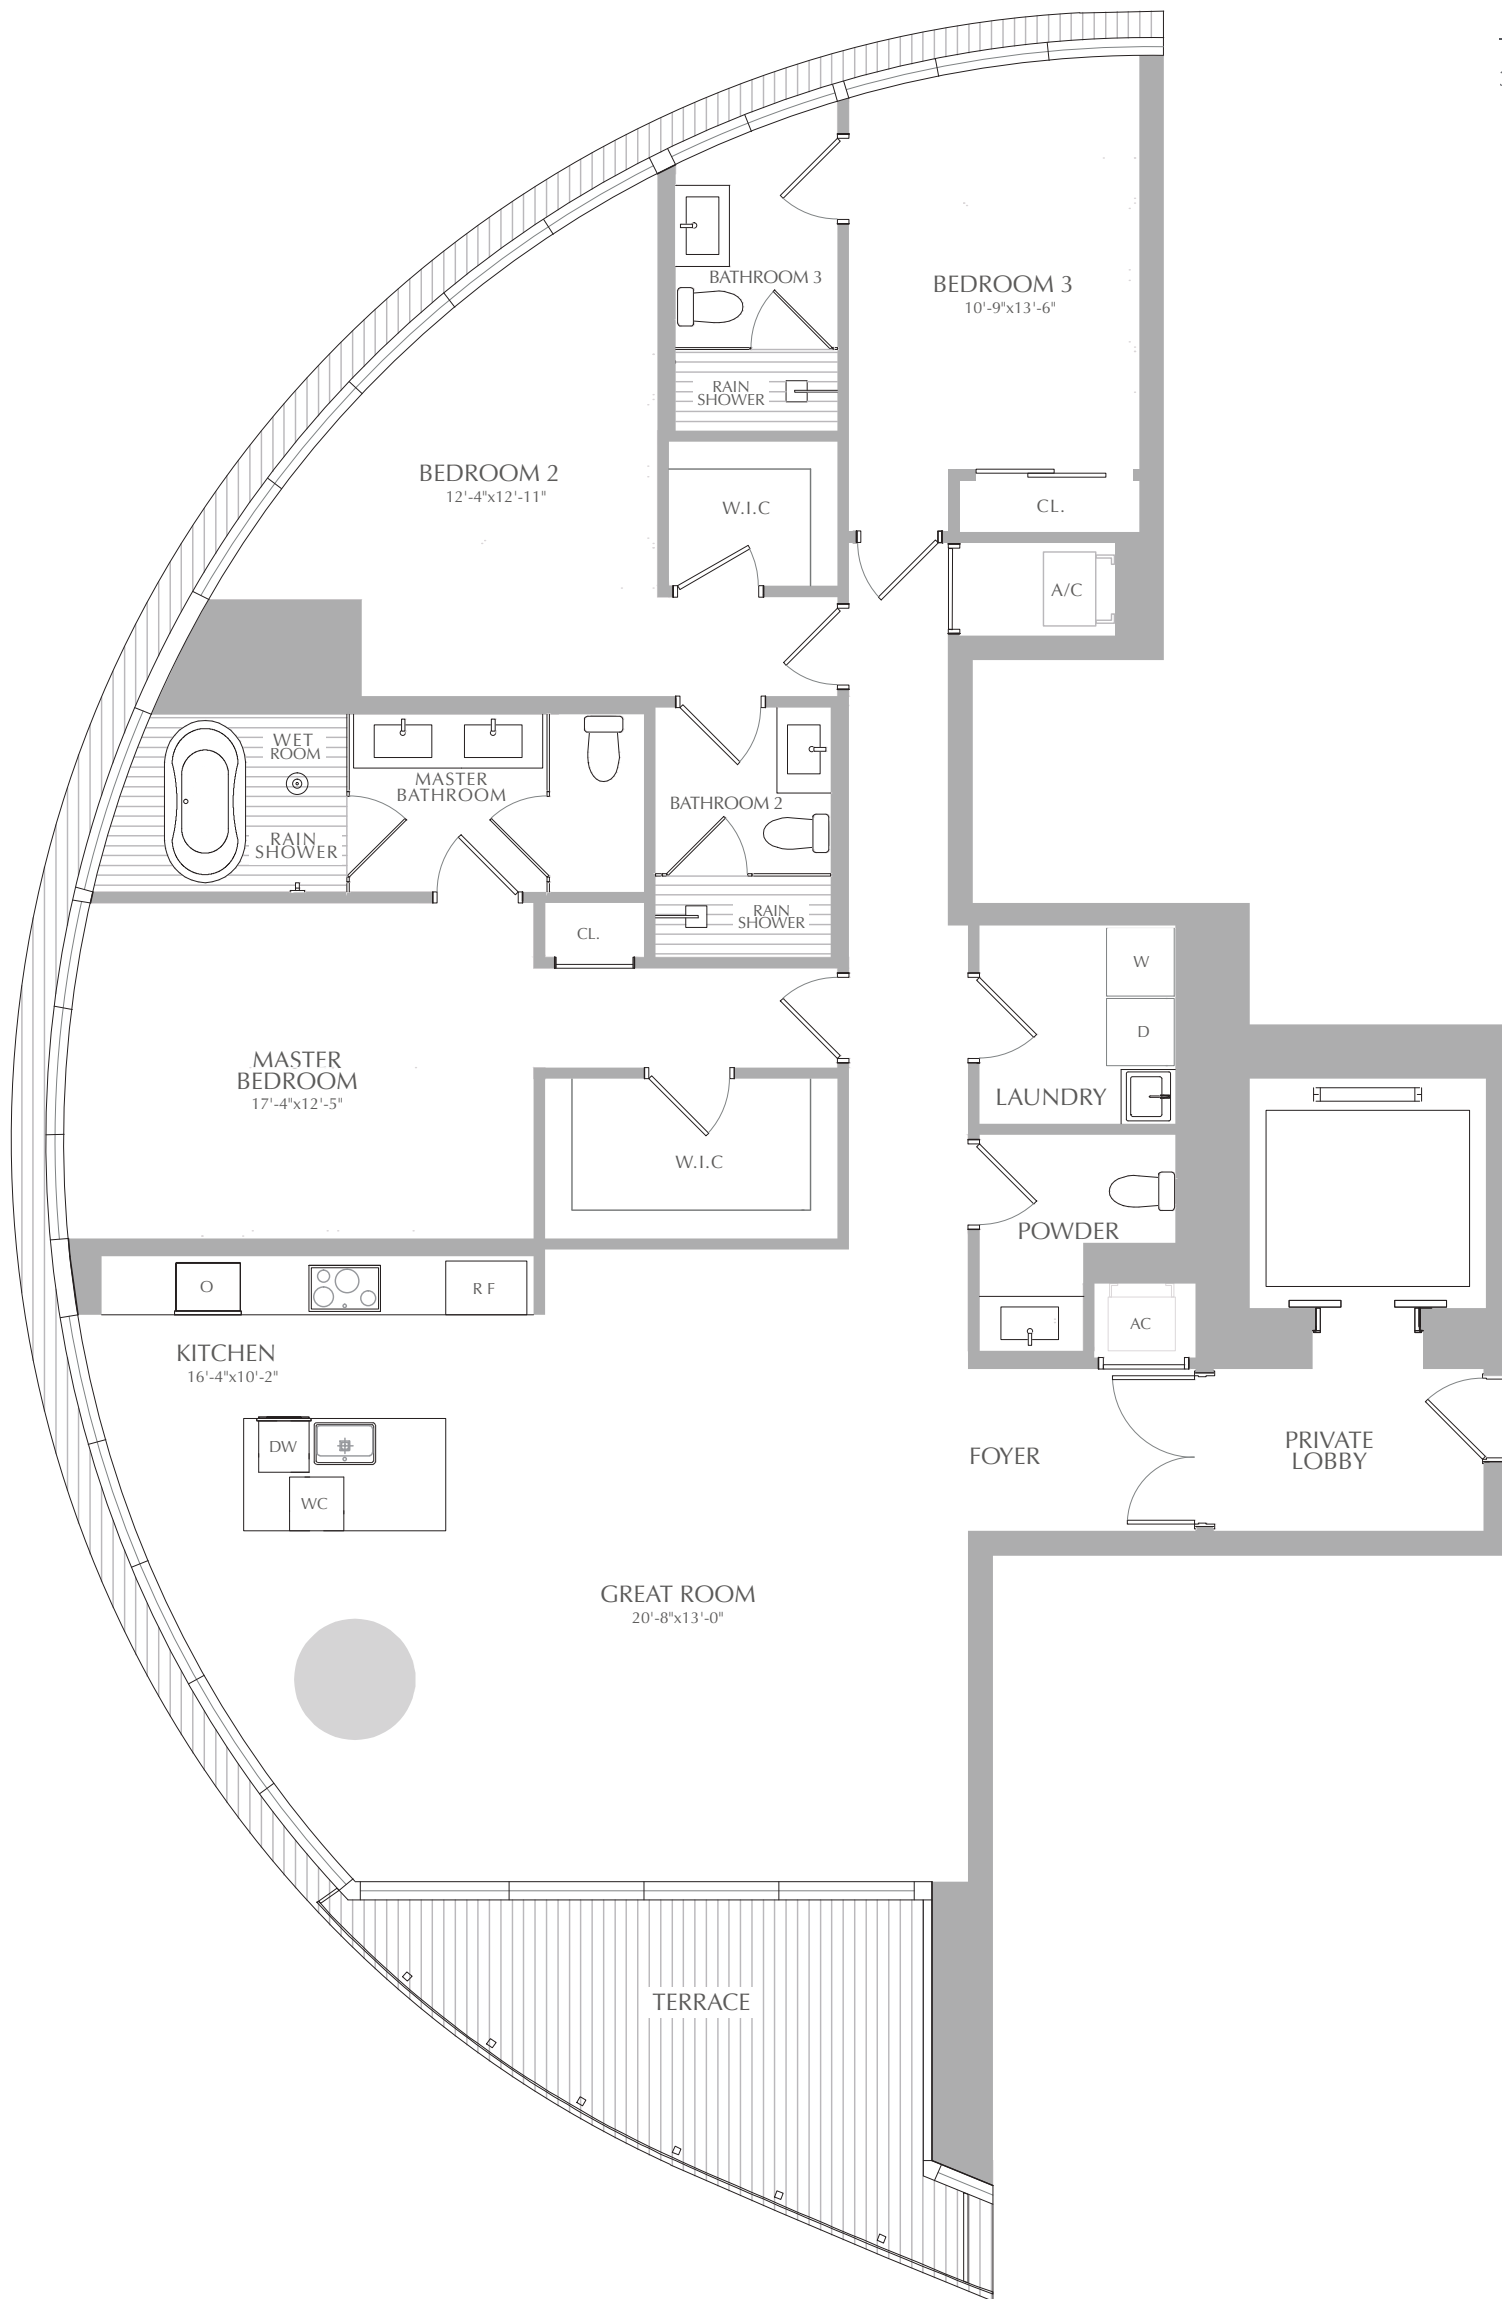 BATHROOM 3
BEDROOM 3
10'-9"x13'-6"
RAIN
SHOWER
BEDROOM 2
12'-4"x12'-11"
W.I.C
CL.
A/C
WET
ROOM
MASTER
BATHROOM
BATHROOM 2
RAIN
SHOWER
RAIN
SHOWER
CL.
W
D
MASTER
BEDROOM
17'-4"x12'-5"
LAUNDRY
W.I.C
POWDER
O
R F
AC
KITCHEN
16'-4"x10'-2"
DW
WC
FOYER
PRIVATE
LOBBY
GREAT ROOM
20'-8"x13'-0"
TERRACE